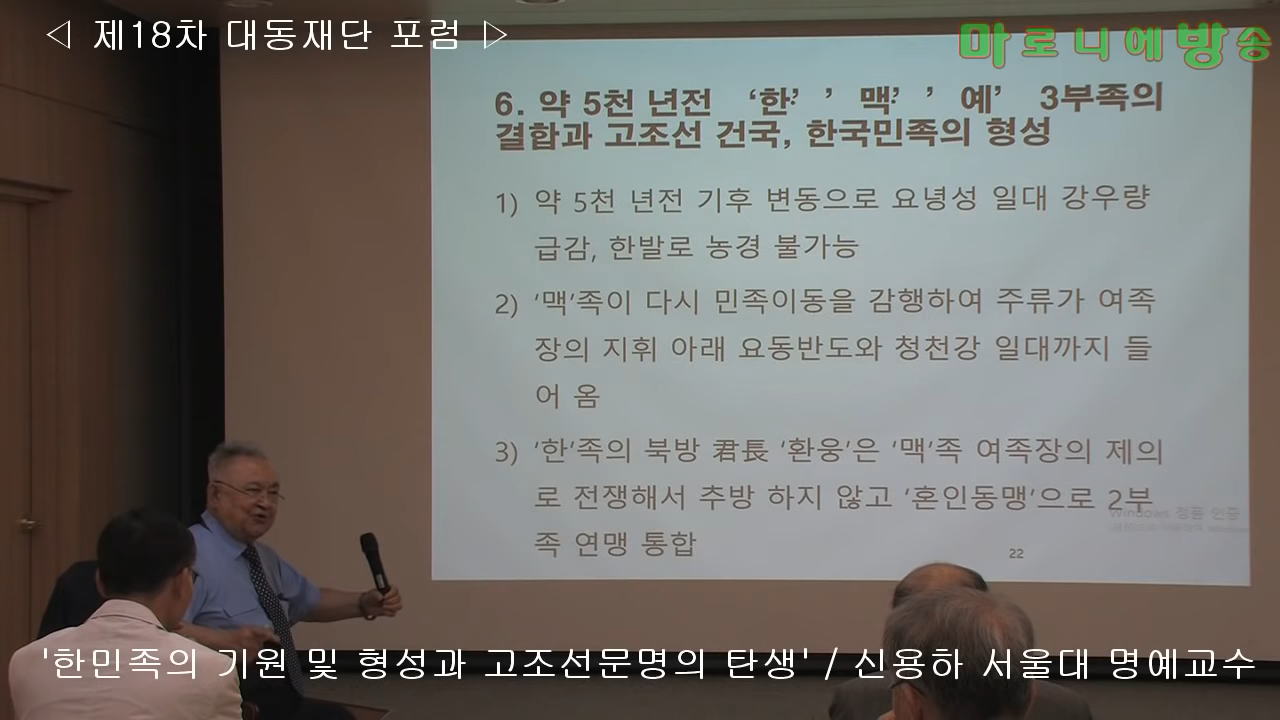 ◁ 제18차 대동재단 포럼 ▷
마로니에방송
6. 약 5천 년전 ‘한’, ’맥’, ’예’ 3부족의
결합과 고조선 건국, 한국민족의 형성
1) 약 5천 년전 기후 변동으로 요녕성 일대 강우량
급감, 한발로 농경 불가능
2) ‘맥’족이 다시 민족이동을 감행하여 주류가 여족
장의 지휘 아래 요동반도와 청천강 일대까지 들
어 옴
3) ‘한’족의 북방 君長 ‘환웅’은 ‘맥’족 여족장의 제의
로 전쟁해서 추방 하지 않고 ‘혼인동맹’으로 2부
족 연맹 통합
Windows 정품 인증
22
'한민족의 기원 및 형성과 고조선문명의 탄생' / 신용하 서울대 명예교수